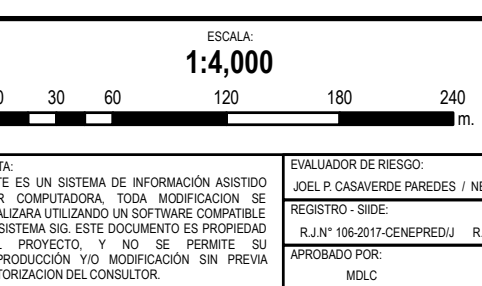 ESCALA:
1:4,000
0 30 60 120 180 240
m.
TA:
TE ES UN SISTEMA DE INFORMACIÓN ASISTIDO
R COMPUTADORA, TODA MODIFICACION SE
ALIZARA UTILIZANDO UN SOFTWARE COMPATIBLE
SISTEMA SIG. ESTE DOCUMENTO ES PROPIEDAD
L PROYECTO, Y NO SE PERMITE SU
PRODUCCIÓN Y/O MODIFICACIÓN SIN PREVIA
TORIZACION DEL CONSULTOR.
EVALUADOR DE RIESGO:
JOEL P. CASAVERDE PAREDES / NE
REGISTRO - SIIDE:
R.J.N° 106-2017-CENEPRED/J R.
APROBADO POR:
MDLC